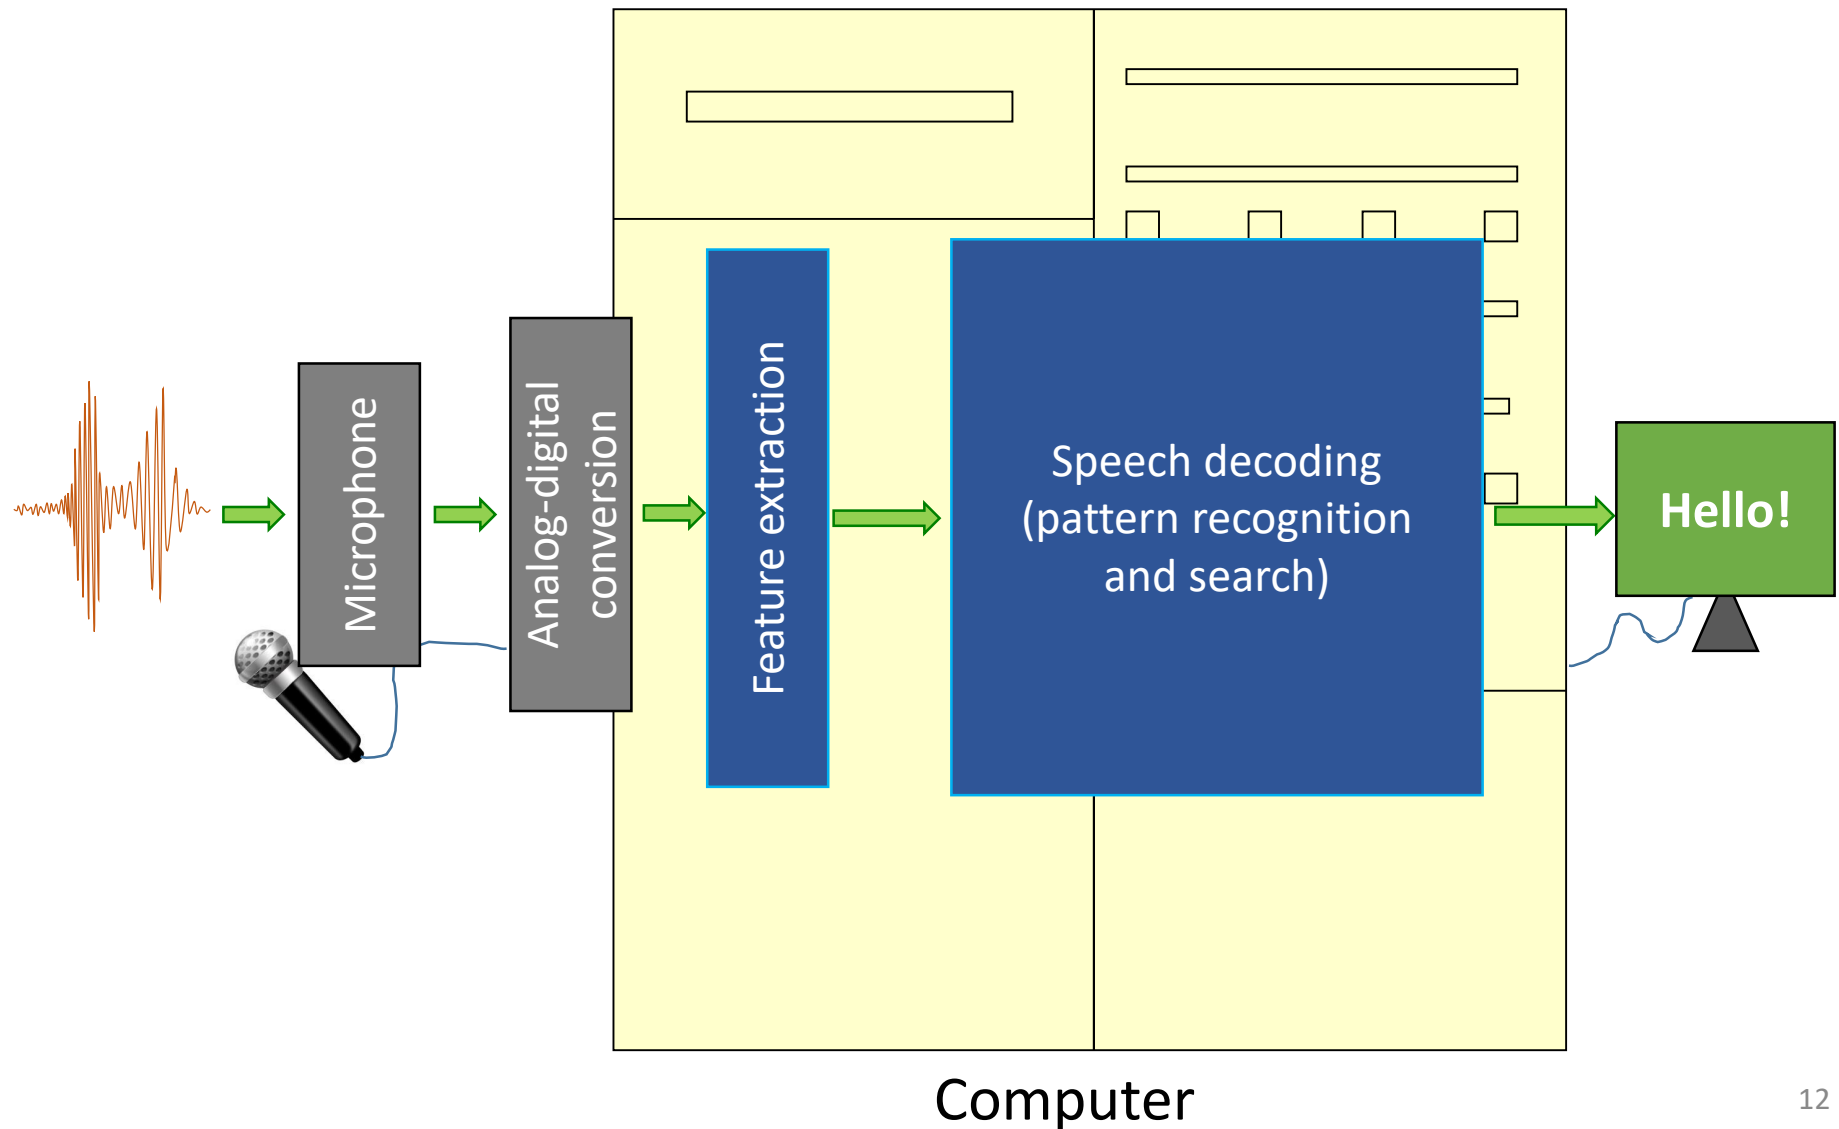 Microphone
Analog-digital
conversion
Feature extraction
Speech decoding
(pattern recognition
and search)
Hello!
Computer
12